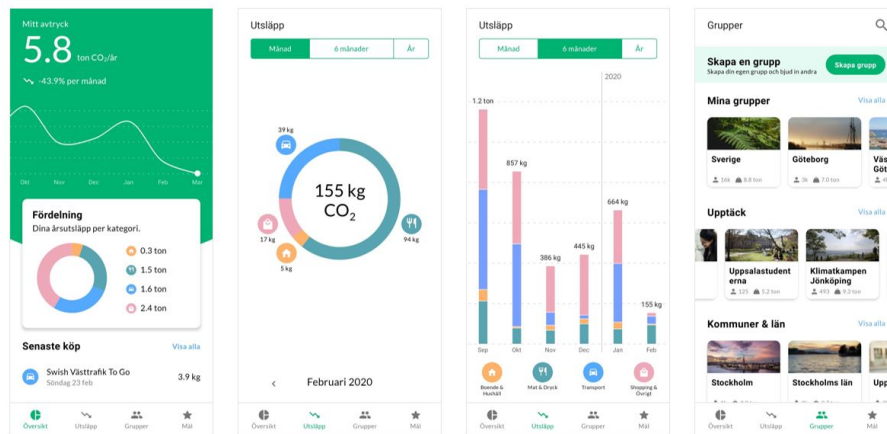 Mitt avtryck
5.8 ton CO₂/år
-43.9% per månad
Okt Nov Dec Jan Feb Mar
Fördelning
Dina årsutsläpp per kategori.
0.3 ton
1.5 ton
1.6 ton
2.4 ton
Senaste köp Visa alla
Swish Västtrafik To Go
Söndag 23 feb
3.9 kg
Översikt Utsläpp Grupper Mål
Utsläpp
Månad 6 månader År
39 kg
155 kg
CO₂
17 kg
94 kg
5 kg
Februari 2020
Översikt Utsläpp Grupper Mål
Utsläpp
Månad 6 månader År
2020
1.2 ton
857 kg
664 kg
386 kg
445 kg
155 kg
Sep Okt Nov Dec Jan Feb
Boende &
Hushåll
Mat & Dryck
Transport
Shopping &
Övrigt
Översikt Utsläpp Grupper Mål
Grupper
Skapa en grupp
Skapa din egen grupp och bjud in andra
Skapa grupp
Mina grupper Visa alla
Sverige
16k 8.8 ton
Göteborg
3k 7.0 ton
Väs
Göt
Upptäck Visa alla
Uppsalastudent
erna
125 5.2 ton
Klimatkampen
Jönköping
493 9.3 ton
Kommuner & län Visa alla
Stockholm
Stockholms län
Upp
Översikt Utsläpp Grupper Mål